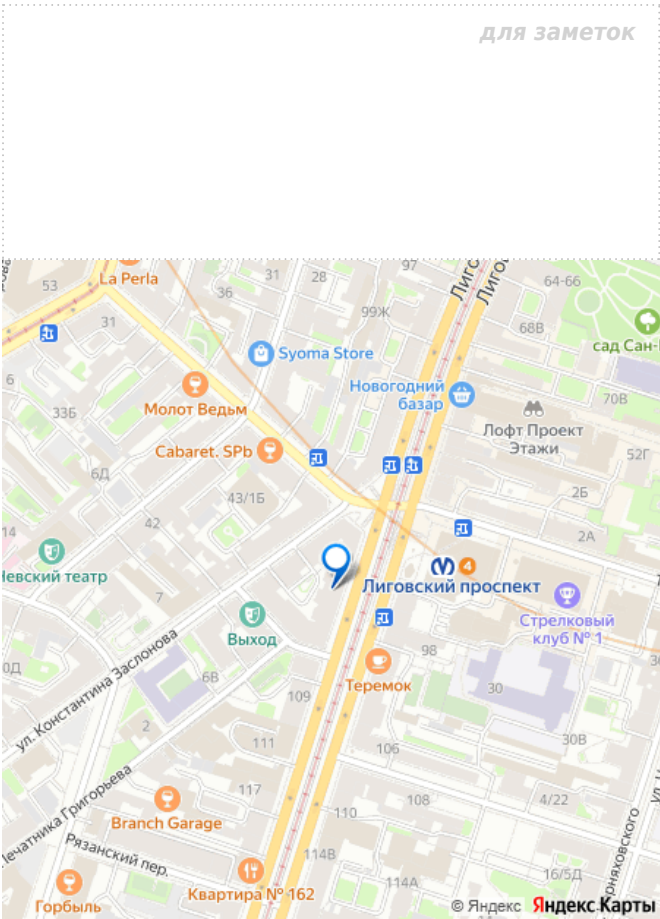 для заметок
La Perla
53
36
31
28
97
64-66
31
99Ж
68В
Syoma Store
сад Сан-
6
Новогодний
базар
70В
Молот Ведьм
33Б
Лофт Проект
Этажи
Cabaret. SPb
52Г
6Д
43/1Б
2Б
42
14
2А
4
Невский театр
Лиговский проспект
7
Стрелковый
клуб № 1
Выход
98
ул. Константина Заслонова
6В
Теремок
30
109
2
111
106
30В
117
108
4/22
Печатника Григорьева
110
Branch Garage
Рязанский пер.
114В
16/5Д
Квартира № 162
114А
Горбыль
© Яндекс Яндекс Карты